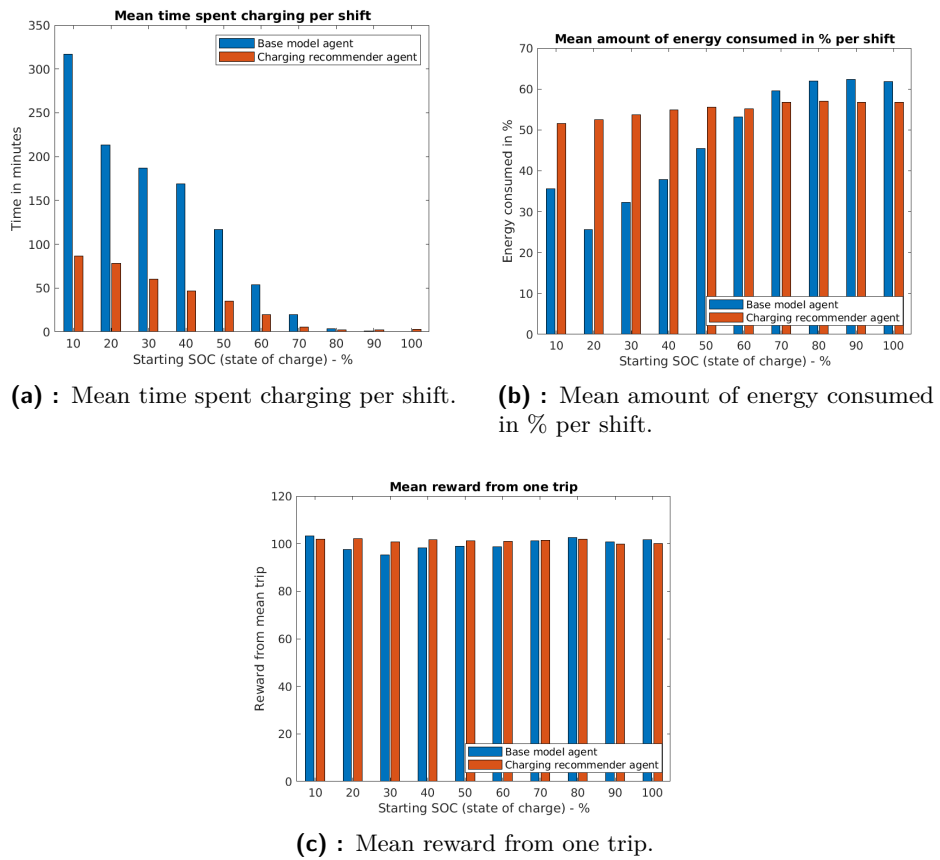 Mean time spent charging per shift
350
300
250
200
150
100
50
0
Time in minutes
Base model agent
Charging recommender agent
10 20 30 40 50 60 70 80 90 100
Starting SOC (state of charge) - %
(a) : Mean time spent charging per shift.
Mean amount of energy consumed in % per shift
70
60
50
40
30
20
10
0
Energy consumed in %
Base model agent
Charging recommender agent
10 20 30 40 50 60 70 80 90 100
Starting SOC (state of charge) - %
(b) : Mean amount of energy consumed
in % per shift.
Mean reward from one trip
120
100
80
60
40
20
0
Reward from mean trip
Base model agent
Charging recommender agent
10 20 30 40 50 60 70 80 90 100
Starting SOC (state of charge) - %
(c) : Mean reward from one trip.